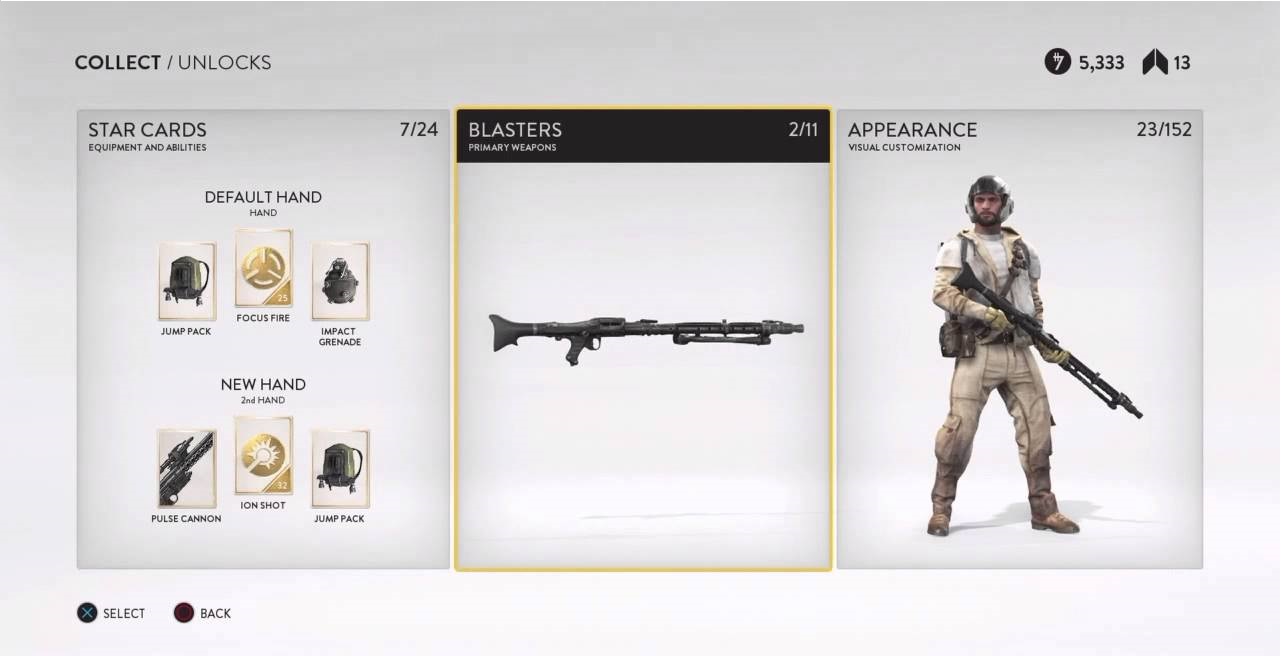 COLLECT / UNLOCKS
5,333 13
STAR CARDS 7/24
EQUIPMENT AND ABILITIES
DEFAULT HAND
HAND
25
JUMP PACK
FOCUS FIRE
IMPACT
GRENADE
NEW HAND
2nd HAND
32
PULSE CANNON
ION SHOT
JUMP PACK
BLASTERS 2/11
PRIMARY WEAPONS
APPEARANCE 23/152
VISUAL CUSTOMIZATION
SELECT BACK